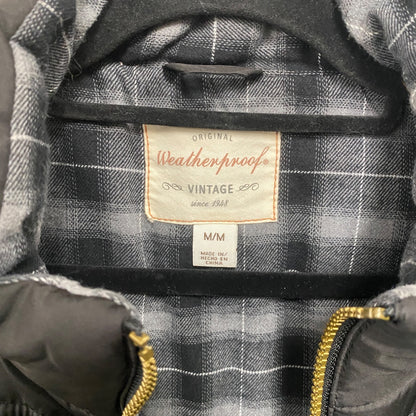 ORIGINAL
Weatherproof®
VINTAGE
since 1948
M/M
MADE IN/
HECHO EN
CHINA